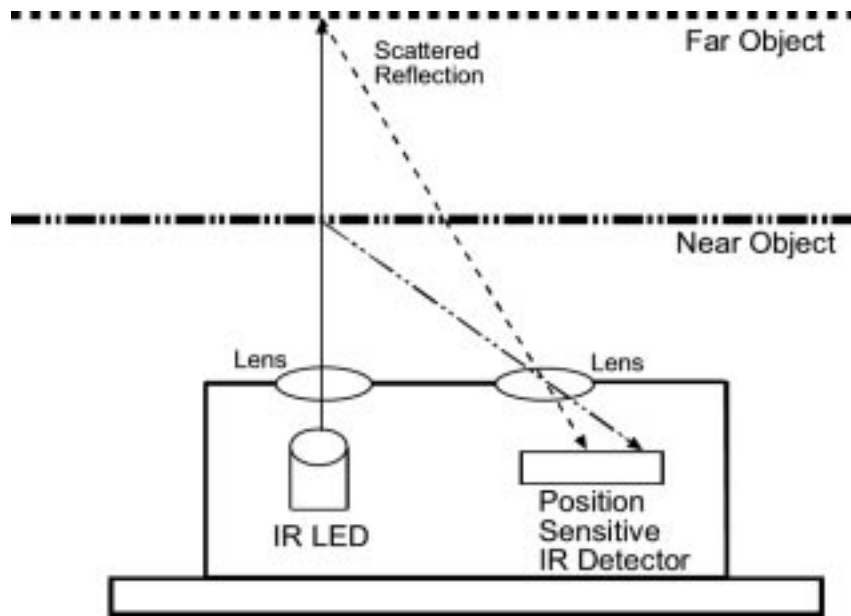 Far Object
Scattered
Reflection
Near Object
Lens
Lens
IR LED
Position
Sensitive
IR Detector